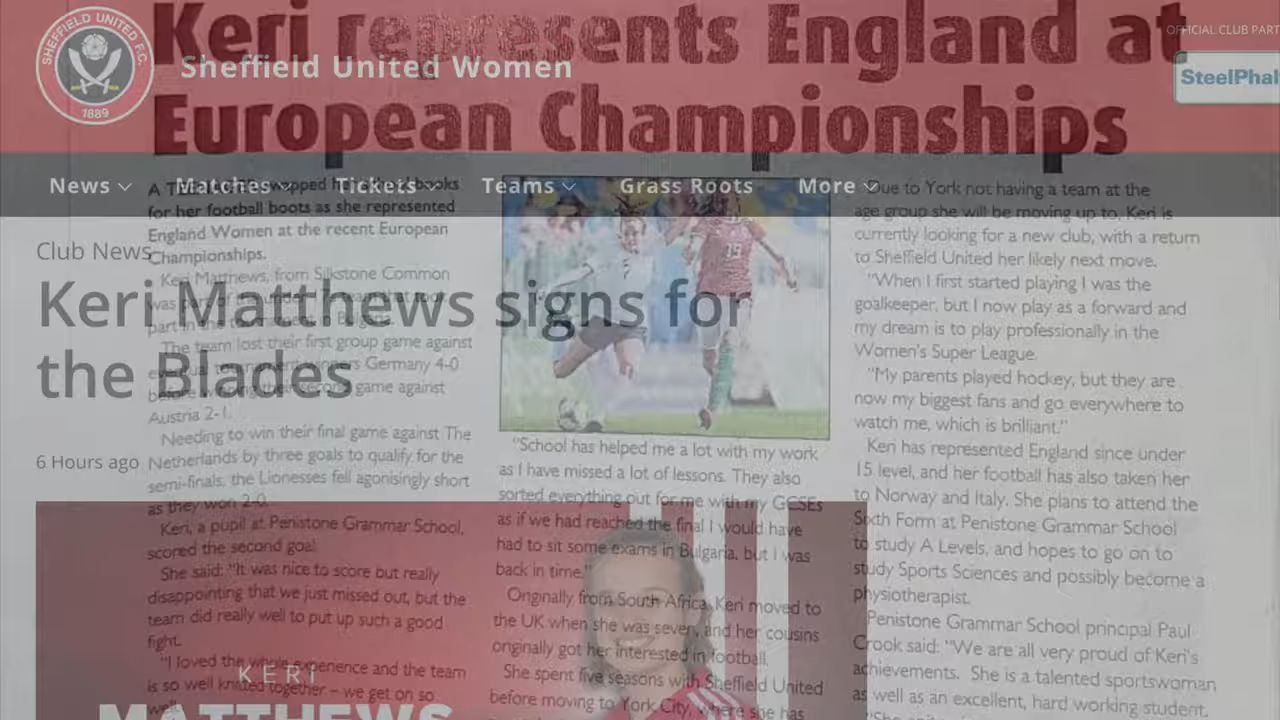 Keri represents England at
European Championships
SHEFFIELD UNITED F.C.
1889
Sheffield United Women
OFFICIAL CLUB PART
SteelPhal
News
Matches
Tickets
Teams
Grass Roots
More
Club News
Keri Matthews signs for
the Blades
6 Hours ago
KERI
MATTHEWS
books
for her football boots as she represented
England Women at the recent European
Championships.
Keri Matthews, from Silkstone Common
The team lost their first group game against
Germany 4-0
game against
Austria 2-1.
Needing to win their final game against The
Netherlands by three goals to qualify for the
semi-finals, the Lionesses fell agonisingly short
as they won 2-0.
Keri, a pupil at Penistone Grammar School,
scored the second goal.
She said: "It was nice to score but really
disappointing that we just missed out, but the
team did really well to put up such a good
fight.
"I loved the whole experience and the team
is so well knitted together – we get on so
well
13
"School has helped me a lot with my work
as I have missed a lot of lessons. They also
sorted everything out for me with my GCSEs
as if we had reached the final I would have
had to sit some exams in Bulgaria, but I was
back in time."
Originally from South Africa, Keri moved to
the UK when she was seven, and her cousins
originally got her interested in football.
She spent five seasons with Sheffield United
before moving to York City, where she has
Due to York not having a team at the
age group she will be moving up to, Keri is
currently looking for a new club, with a return
to Sheffield United her likely next move.
"When I first started playing I was the
goalkeeper, but I now play as a forward and
my dream is to play professionally in the
Women's Super League.
"My parents played hockey, but they are
now my biggest fans and go everywhere to
watch me, which is brilliant."
Keri has represented England since under
15 level, and her football has also taken her
to Norway and Italy. She plans to attend the
Sixth Form at Penistone Grammar School
to study A Levels, and hopes to go on to
study Sports Sciences and possibly become a
physiotherapist.
Penistone Grammar School principal Paul
Crook said: "We are all very proud of Keri's
achievements. She is a talented sportswoman
as well as an excellent, hard working student.